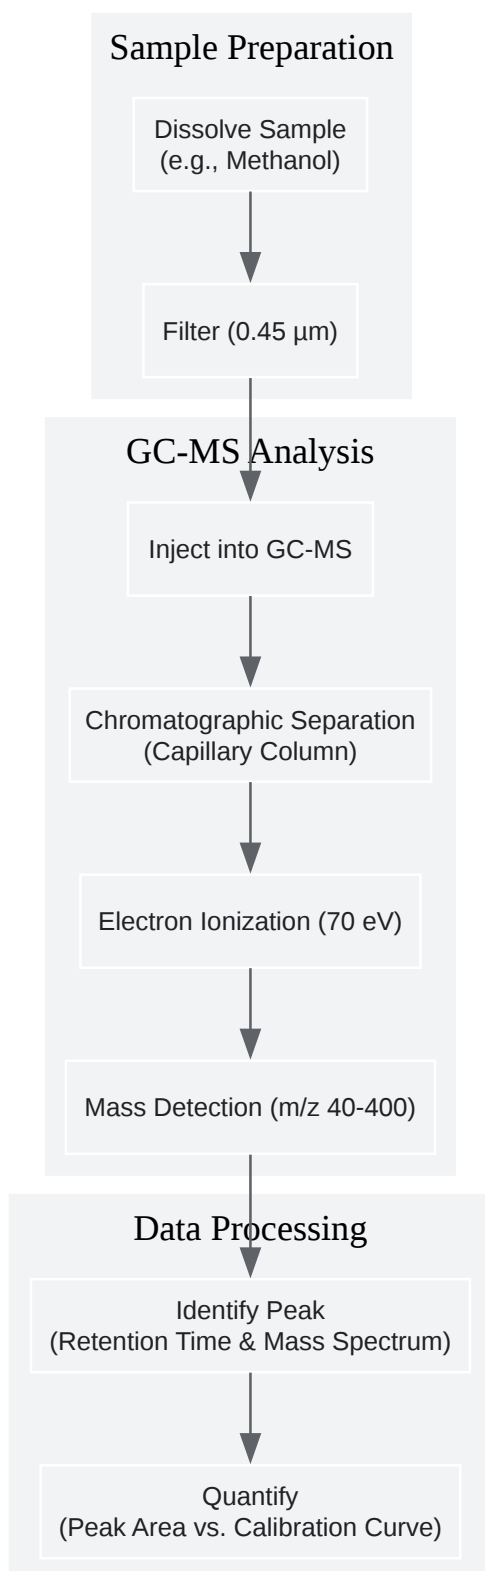 Sample Preparation
Dissolve Sample
(e.g., Methanol)
Filter (0.45 µm)
GC-MS Analysis
Inject into GC-MS
Chromatographic Separation
(Capillary Column)
Electron Ionization (70 eV)
Mass Detection (m/z 40-400)
Data Processing
Identify Peak
(Retention Time & Mass Spectrum)
Quantify
(Peak Area vs. Calibration Curve)